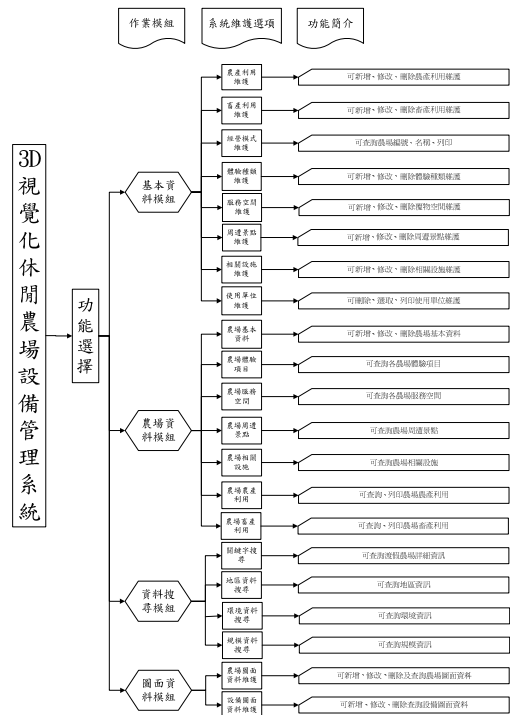 作業模組
系統維護選項
功能簡介
3D視覺化休閒農場設備管理系統
功能選擇
基本資
料模組
農產利用
維護
可新增、修改、刪除農產利用維護
畜產利用
維護
可新增、修改、刪除畜產利用維護
經營模式
維護
可查詢農場編號、名稱、列印
體驗種類
維護
可新增、修改、刪除體驗種類維護
服務空間
維護
可新增、修改、刪除服物空間維護
周邊景點
維護
可新增、修改、刪除周邊景點維護
相關設施
維護
可新增、修改、刪除相關設施維護
使用單位
維護
可刪除、選取、列印使用單位維護
農場資
料模組
農場基本
資料
可新增、修改、刪除農場基本資料
農場體驗
項目
可查詢各農場體驗項目
農場服務
空間
可查詢各農場服務空間
農場周邊
景點
可查詢農場周邊景點
農場相關
設施
可查詢農場相關設施
農場農產
利用
可查詢、列印農場農產利用
農場畜產
利用
可查詢、列印農場畜產利用
資料搜
尋模組
關鍵字搜
尋
可查詢渡假農場詳細資訊
地區資料
搜尋
可查詢地區資訊
環境資料
搜尋
可查詢環境資訊
規模資料
搜尋
可查詢規模資訊
圖面資
料模組
農場圖面
資料維護
可新增、修改、刪除及查詢農場圖面資料
設備圖面
資料維護
可新增、修改、刪除查詢設備圖面資料